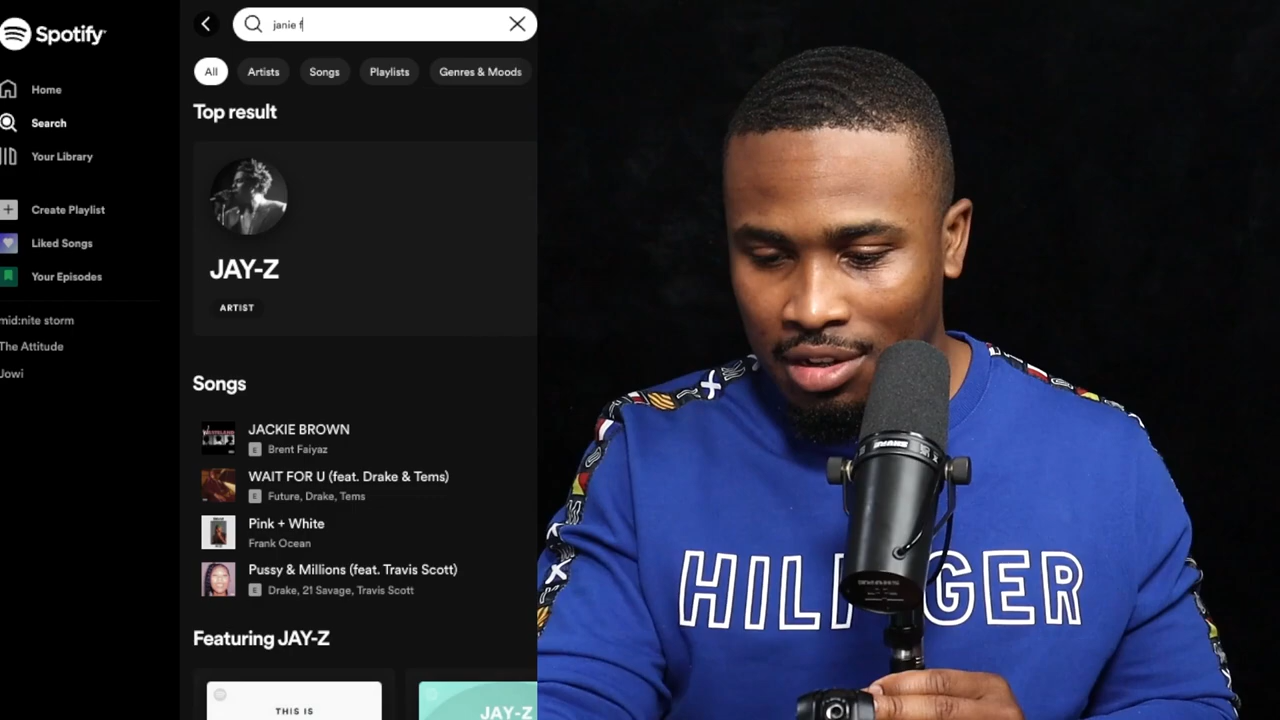 Spotify
Home
Search
Your Library
Create Playlist
Liked Songs
Your Episodes
mid:nite storm
The Attitude
Jowi
janie f
All
Artists
Songs
Playlists
Genres & Moods
Top result
JAY-Z
ARTIST
Songs
JACKIE BROWN
E Brent Faiyaz
WAIT FOR U (feat. Drake & Tems)
E Future, Drake, Tems
Pink + White
Frank Ocean
Pussy & Millions (feat. Travis Scott)
E Drake, 21 Savage, Travis Scott
Featuring JAY-Z
THIS IS
JAY-Z
SHURE
HIL GER